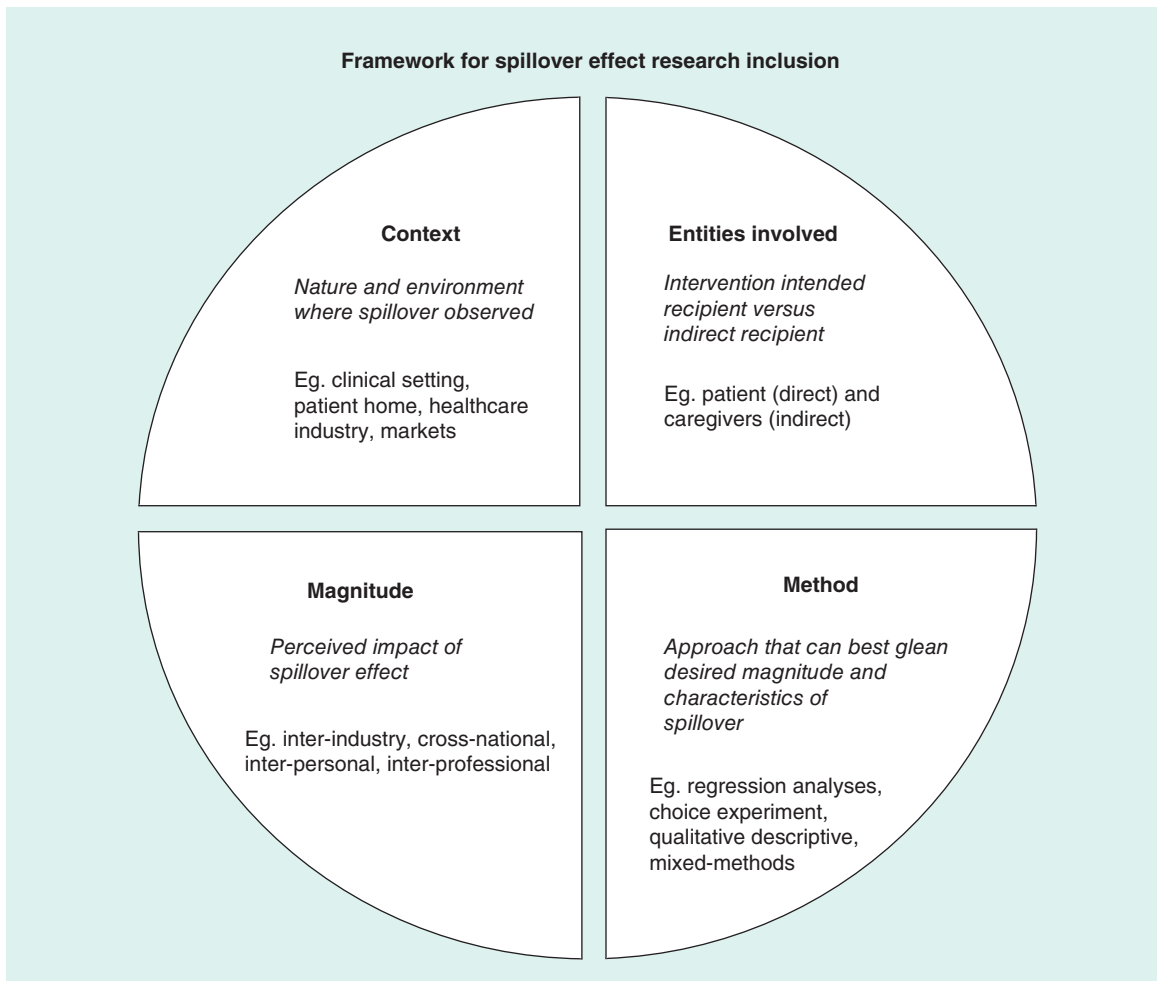 Framework for spillover effect research inclusion
Context
Nature and environment
where spillover observed
Eg. clinical setting,
patient home, healthcare
industry, markets
Entities involved
Intervention intended
recipient versus
indirect recipient
Eg. patient (direct) and
caregivers (indirect)
Magnitude
Perceived impact of
spillover effect
Eg. inter-industry, cross-national,
inter-personal, inter-professional
Method
Approach that can best glean
desired magnitude and
characteristics of
spillover
Eg. regression analyses,
choice experiment,
qualitative descriptive,
mixed-methods